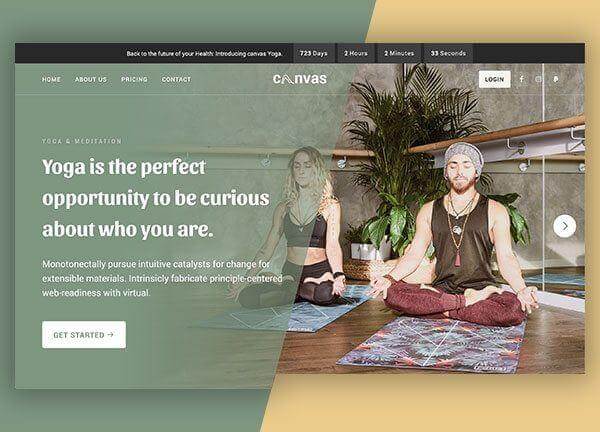 Back to the future of your Health: Introducing canvas Yoga. 723 Days 2 Hours 2 Minutes 33 Seconds
HOME ABOUT US PRICING CONTACT canvas LOGIN
YOGA & MEDITATION
Yoga is the perfect
opportunity to be curious
about who you are.
Monotonectally pursue intuitive catalysts for change for
extensible materials. Intrinsicly fabricate principle-centered
web-readiness with virtual.
GET STARTED →